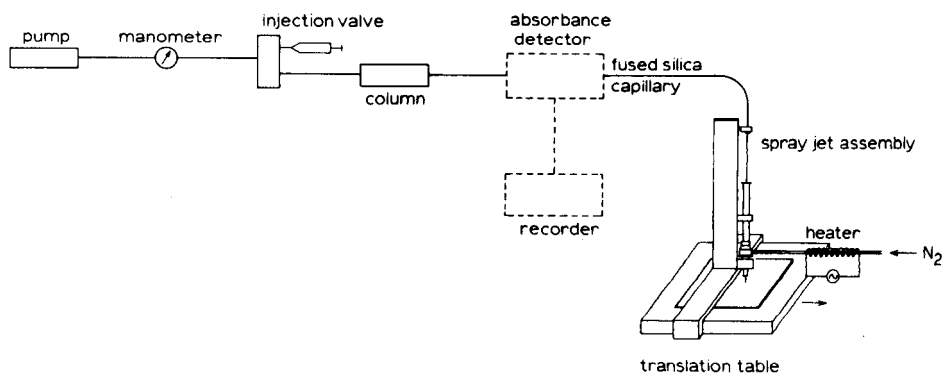 pump
manometer
injection valve
column
absorbance
detector
fused silica
capillary
recorder
spray jet assembly
heater
N₂
translation table